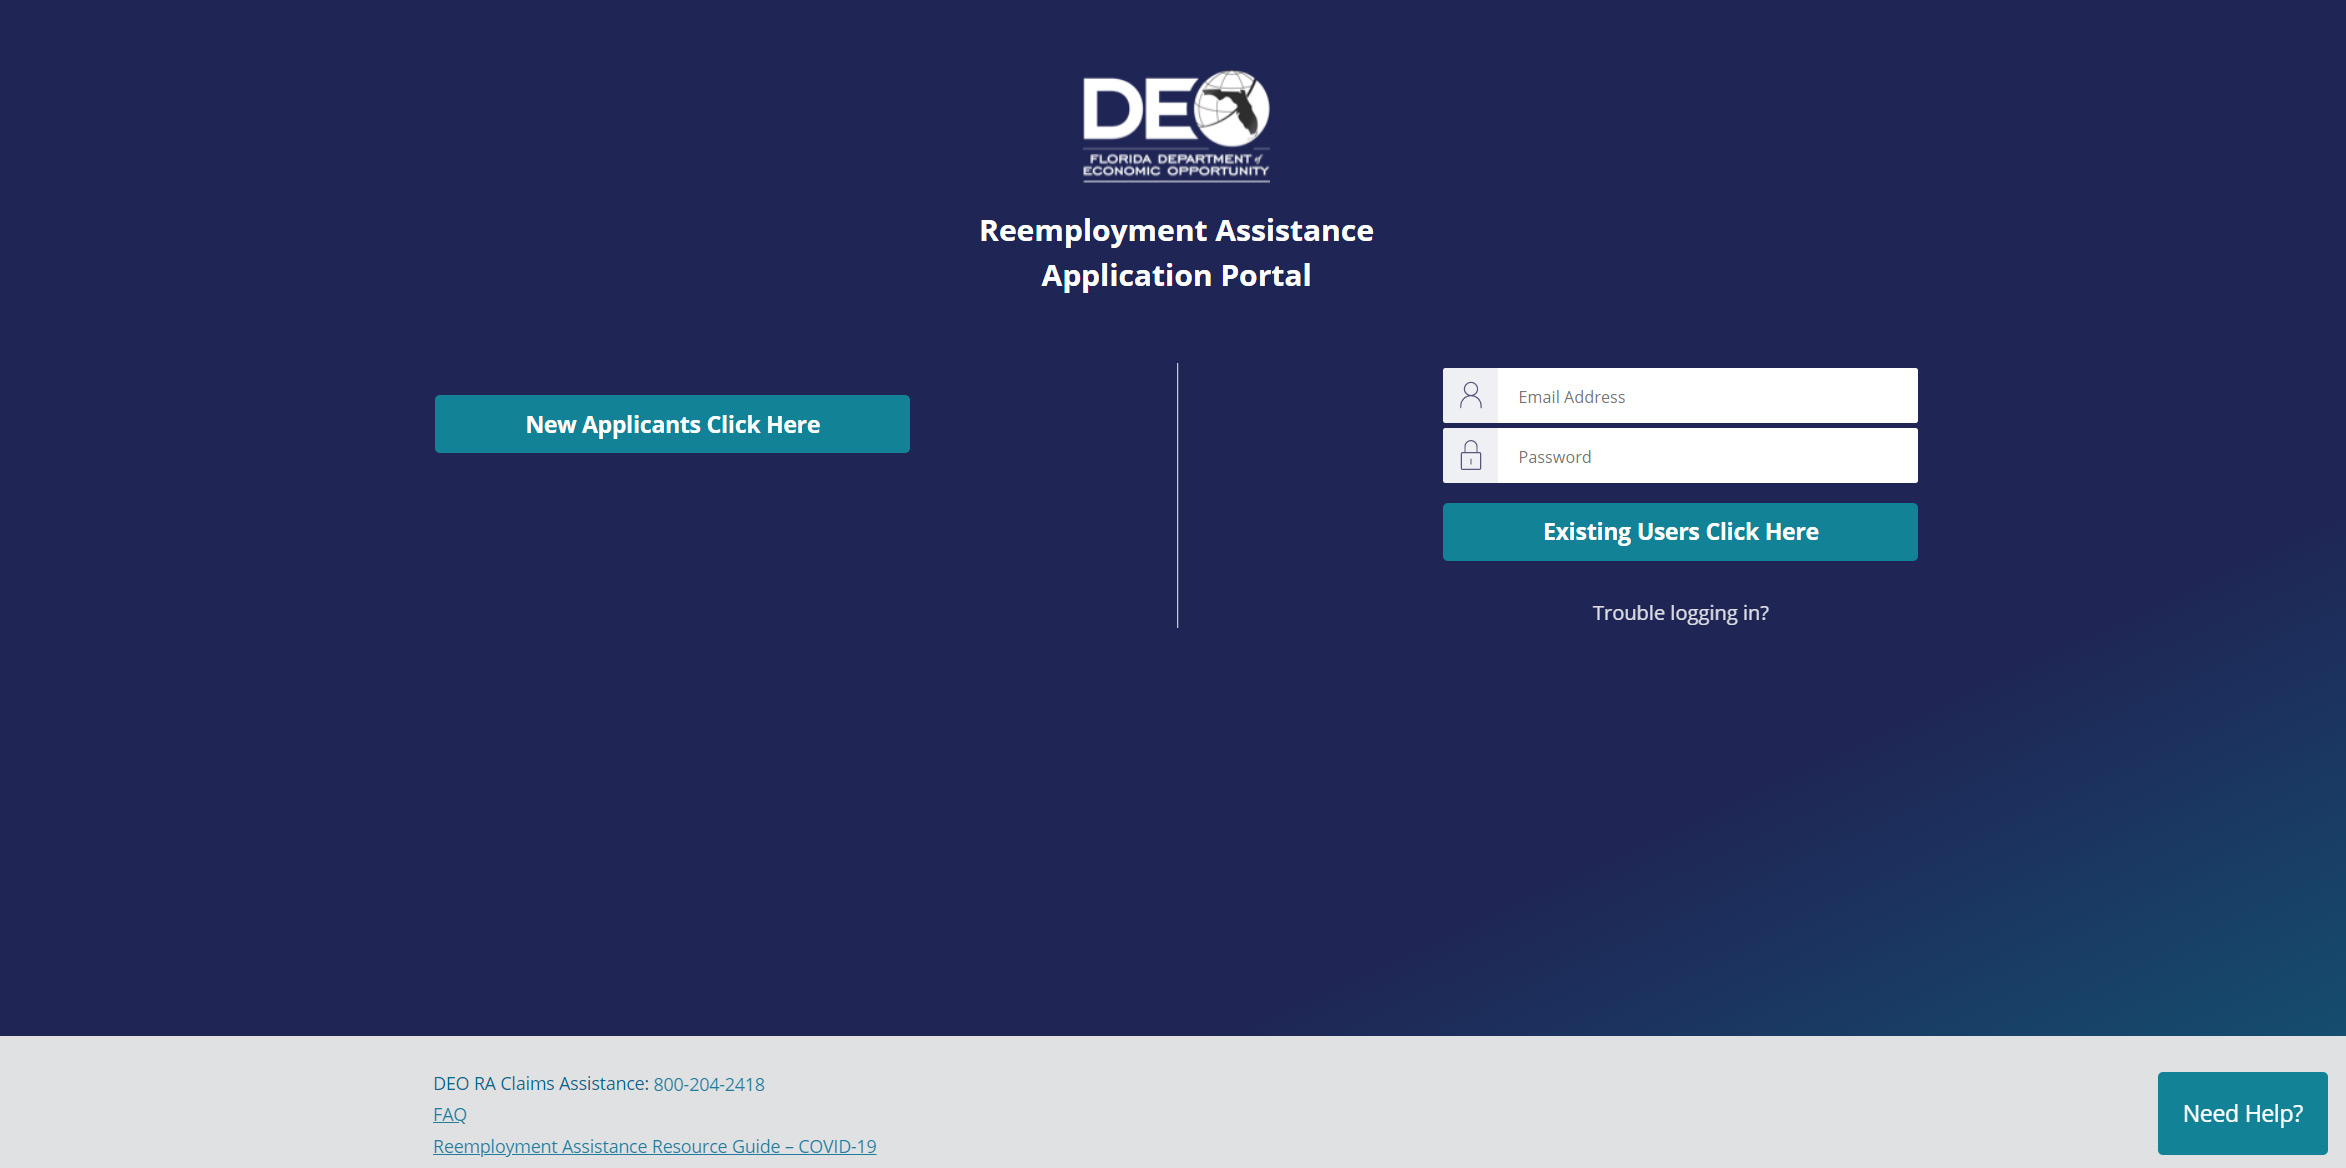 DEO
FLORIDA DEPARTMENT of
ECONOMIC OPPORTUNITY
Reemployment Assistance
Application Portal
New Applicants Click Here
Email Address
Password
Existing Users Click Here
Trouble logging in?
DEO RA Claims Assistance: 800-204-2418
FAQ
Reemployment Assistance Resource Guide – COVID-19
Need Help?